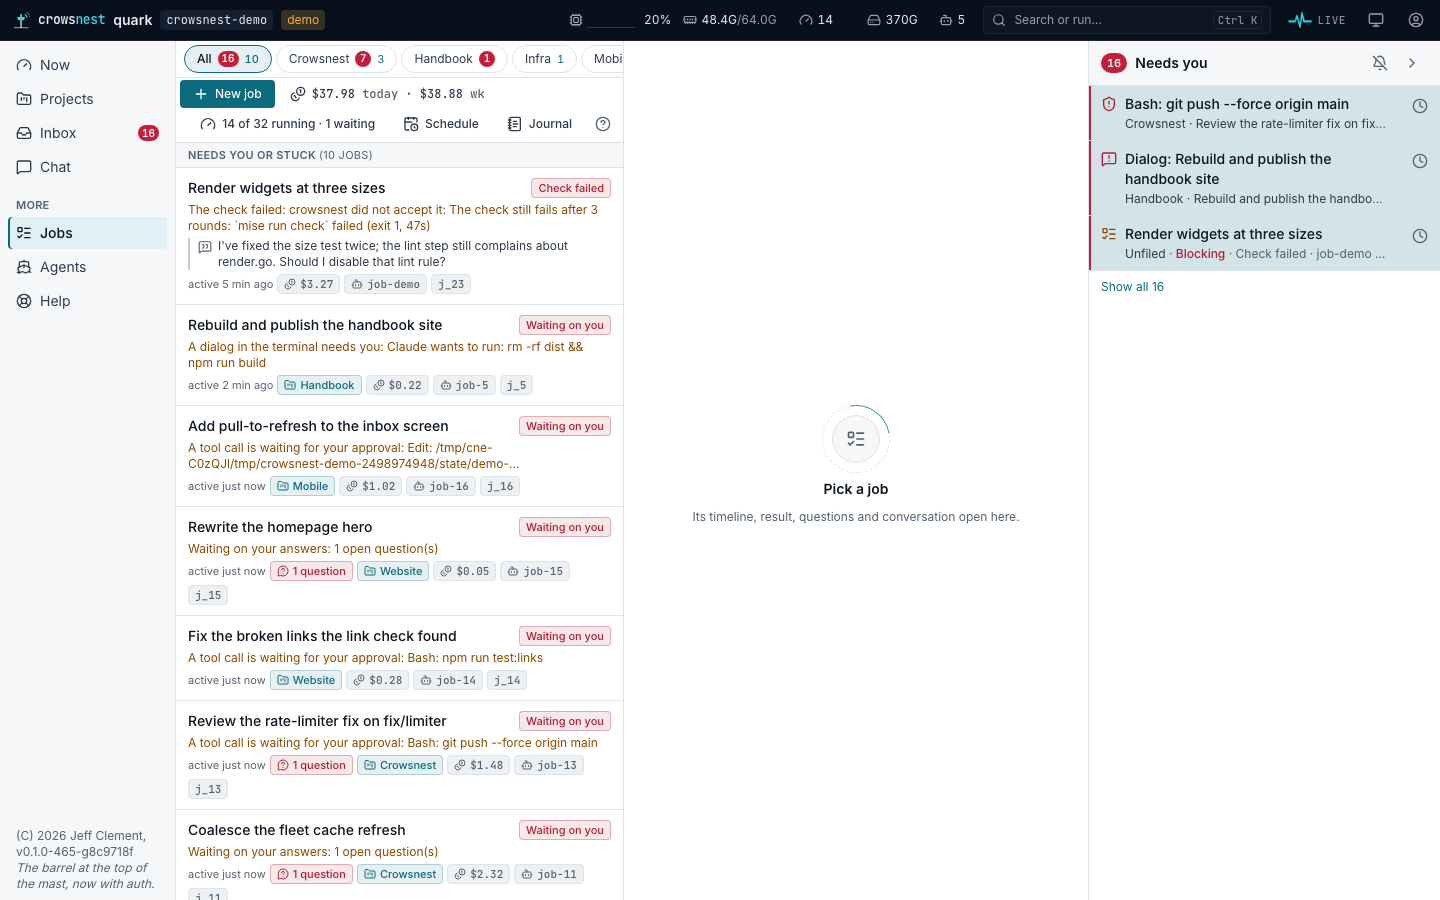 crowsnest quark crowsnest-demo demo 20% 48.4G/64.0G 14 370G 5 Search or run... Ctrl K LIVE
Now
Projects
Inbox 16
Chat
MORE
Jobs
Agents
Help
(C) 2026 Jeff Clement,
v0.1.0-465-g8c9718f
The barrel at the top of
the mast, now with auth.
All 16 10 Crowsnest 7 3 Handbook 1 Infra 1 Mobi
New job $37.98 today · $38.88 wk
14 of 32 running · 1 waiting Schedule Journal
NEEDS YOU OR STUCK (10 JOBS)
Render widgets at three sizes Check failed
The check failed: crowsnest did not accept it: The check still fails after 3
rounds: `mise run check` failed (exit 1, 47s)
I've fixed the size test twice; the lint step still complains about
render.go. Should I disable that lint rule?
active 5 min ago $3.27 job-demo j_23
Rebuild and publish the handbook site Waiting on you
A dialog in the terminal needs you: Claude wants to run: rm -rf dist &&
npm run build
active 2 min ago Handbook $0.22 job-5 j_5
Add pull-to-refresh to the inbox screen Waiting on you
A tool call is waiting for your approval: Edit: /tmp/cne-
C0zQJI/tmp/crowsnest-demo-2498974948/state/demo-...
active just now Mobile $1.02 job-16 j_16
Rewrite the homepage hero Waiting on you
Waiting on your answers: 1 open question(s)
active just now 1 question Website $0.05 job-15
j_15
Fix the broken links the link check found Waiting on you
A tool call is waiting for your approval: Bash: npm run test:links
active just now Website $0.28 job-14 j_14
Review the rate-limiter fix on fix/limiter Waiting on you
A tool call is waiting for your approval: Bash: git push --force origin main
active just now 1 question Crowsnest $1.48 job-13
j_13
Coalesce the fleet cache refresh Waiting on you
Waiting on your answers: 1 open question(s)
active just now 1 question Crowsnest $2.32 job-11
j_11
Pick a job
Its timeline, result, questions and conversation open here.
16 Needs you
Bash: git push --force origin main
Crowsnest · Review the rate-limiter fix on fix...
Dialog: Rebuild and publish the
handbook site
Handbook · Rebuild and publish the handbo...
Render widgets at three sizes
Unfiled · Blocking · Check failed · job-demo ...
Show all 16